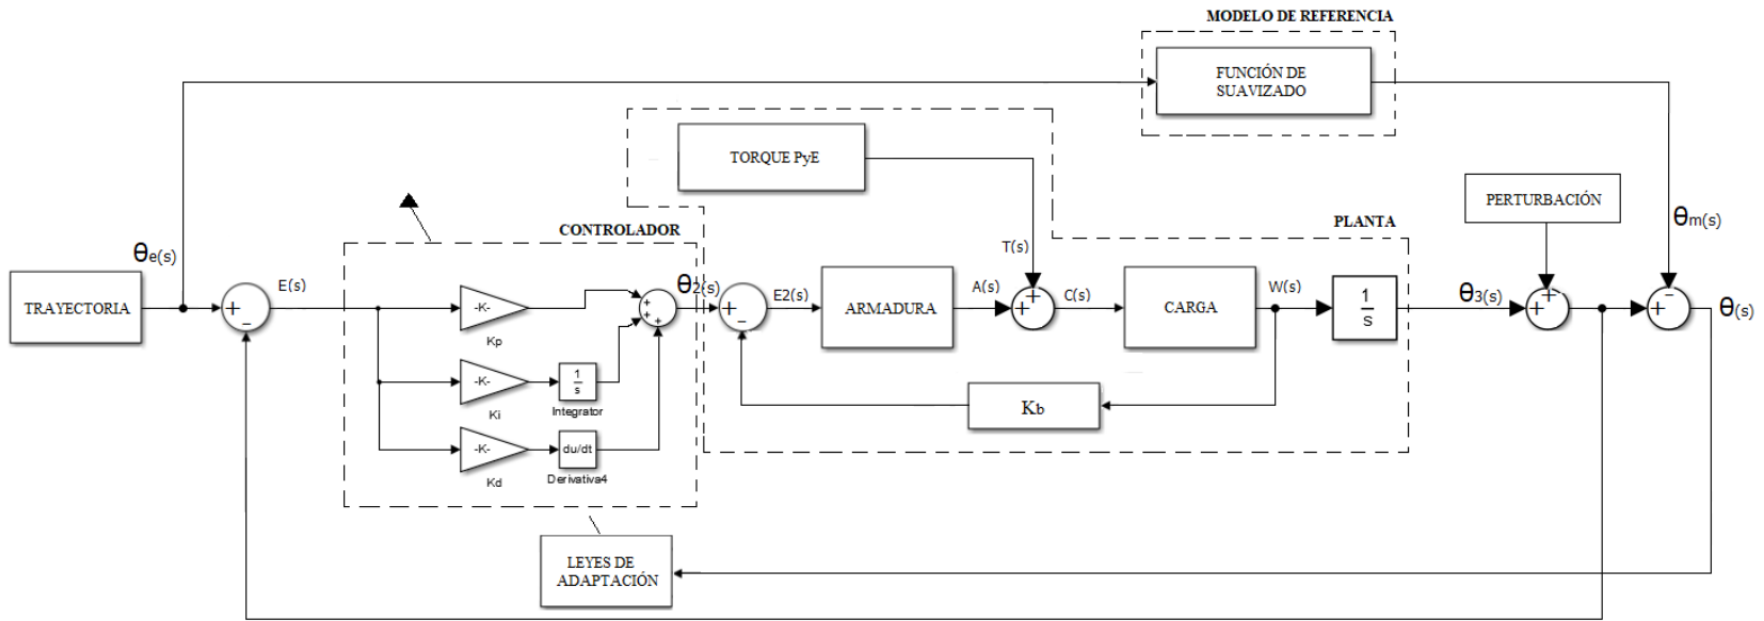 MODELO DE REFERENCIA
FUNCIÓN DE
SUAVIZADO
TORQUE PyE
PERTURBACIÓN
θm(s)
CONTROLADOR
PLANTA
T(s)
θe(s)
TRAYECTORIA
+
−
E(s)
-K-
Kp
-K-
Ki
1
s
Integrator
-K-
Kd
du/dt
Derivativa4
+
+
+
θ2(s)
+
−
E2(s)
ARMADURA
A(s)
+
+
C(s)
CARGA
W(s)
1
s
θ3(s)
+
+
+
−
θ(s)
Kb
LEYES DE
ADAPTACIÓN